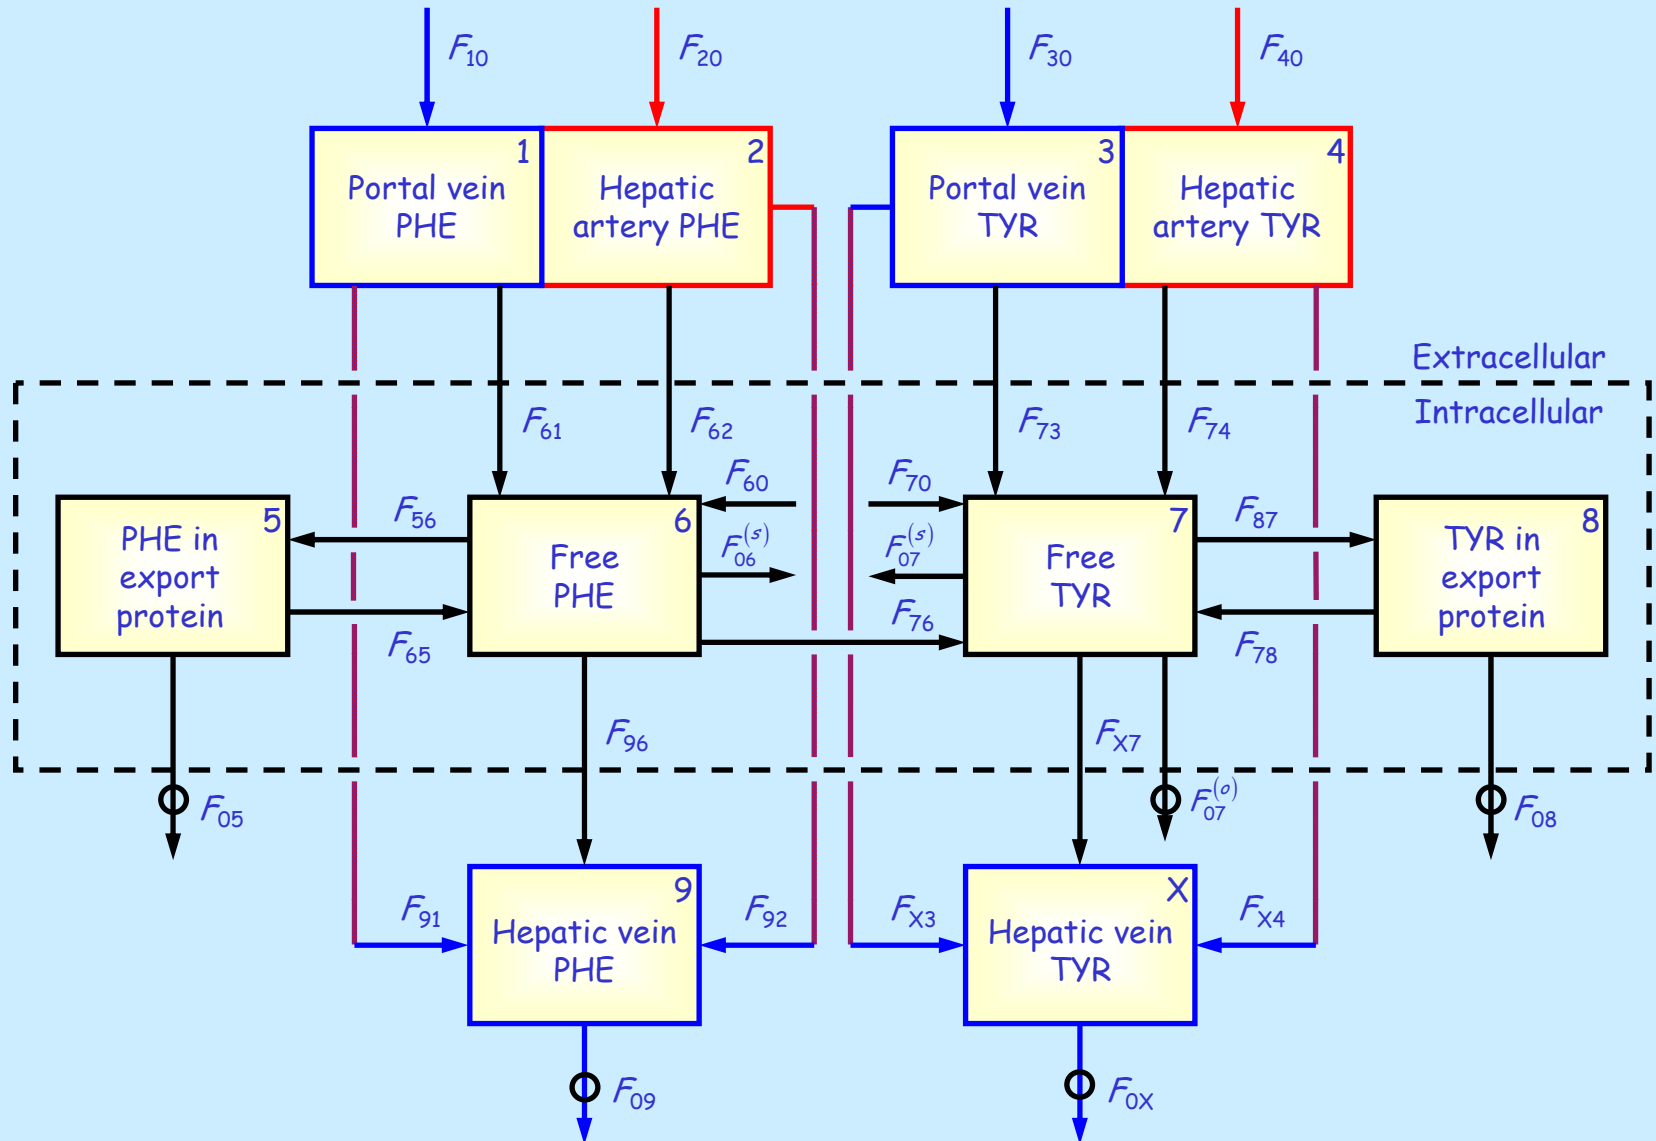 F10
F20
F30
F40
1
Portal vein
PHE
2
Hepatic
artery PHE
3
Portal vein
TYR
4
Hepatic
artery TYR
Extracellular
Intracellular
F61
F62
F73
F74
F60
F70
F56
F06(s)
F07(s)
F87
5
PHE in
export
protein
6
Free
PHE
7
Free
TYR
8
TYR in
export
protein
F65
F76
F78
F96
FX7
F05
F07(o)
F08
F91
9
Hepatic vein
PHE
F92
FX3
X
Hepatic vein
TYR
FX4
F09
F0X